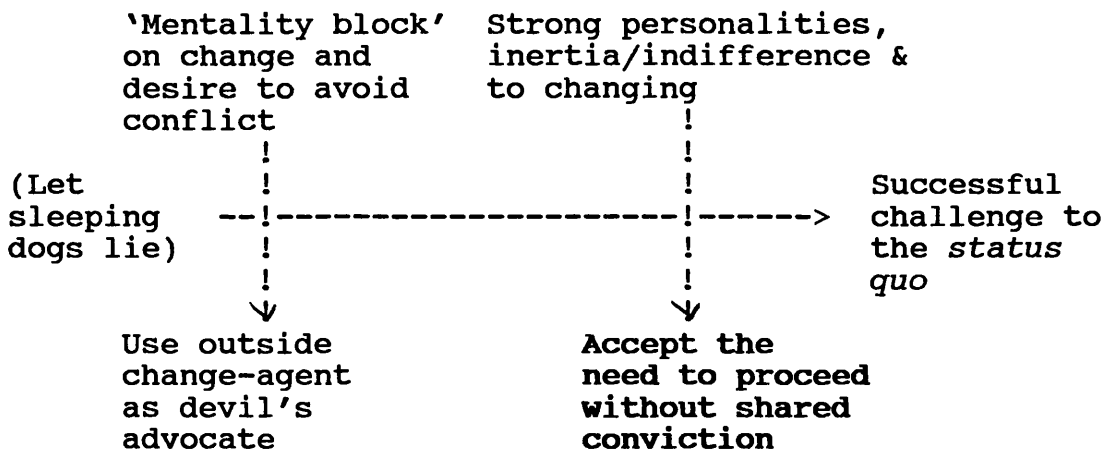 ‘Mentality block’
on change and
desire to avoid
conflict
Strong personalities,
inertia/indifference &
to changing
(Let
sleeping
dogs lie)
Successful
challenge to
the status
quo
Use outside
change-agent
as devil's
advocate
Accept the
need to proceed
without shared
conviction